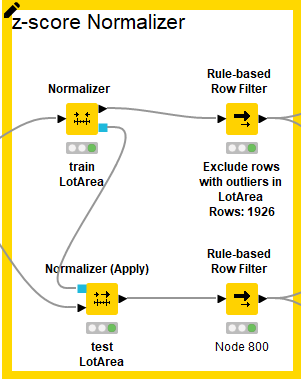 z-score Normalizer
Normalizer
train
LotArea
Rule-based
Row Filter
Exclude rows
with outliers in
LotArea
Rows: 1926
Normalizer (Apply)
test
LotArea
Rule-based
Row Filter
Node 800